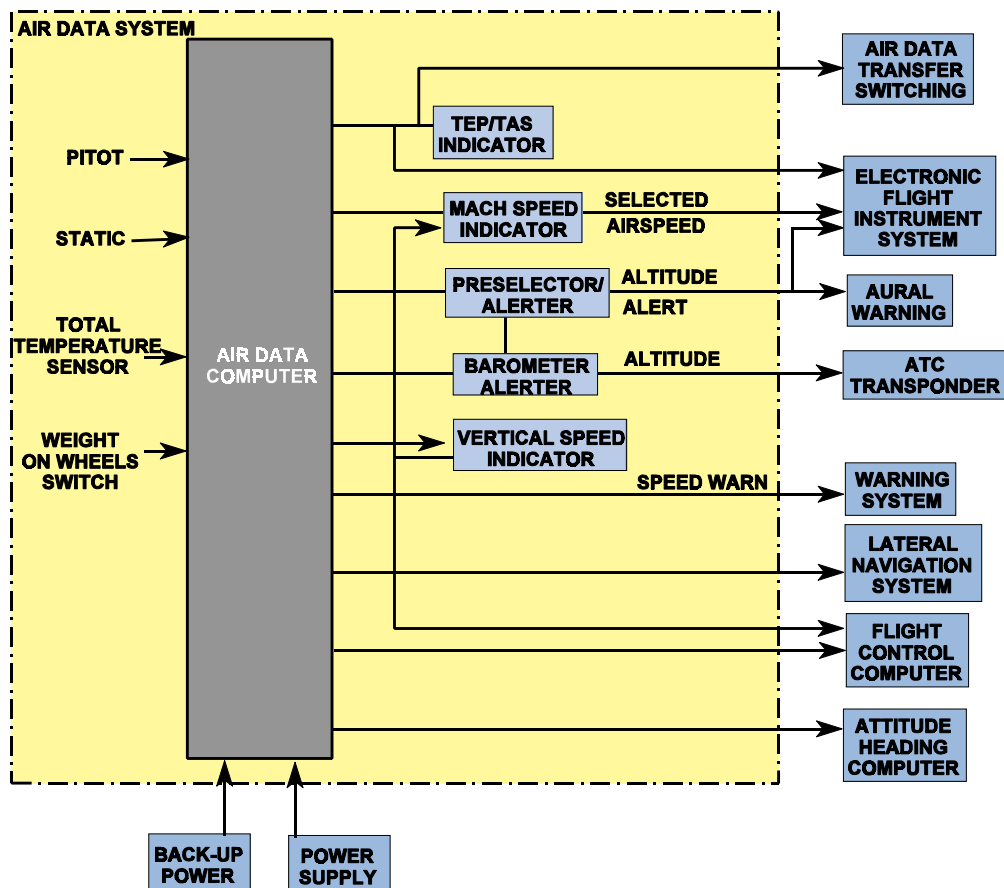 AIR DATA SYSTEM
PITOT
STATIC
TOTAL
TEMPERATURE
SENSOR
WEIGHT
ON WHEELS
SWITCH
AIR DATA
COMPUTER
TEP/TAS
INDICATOR
MACH SPEED
INDICATOR
SELECTED
AIRSPEED
PRESELECTOR/
ALERTER
ALTITUDE
ALERT
BAROMETER
ALERTER
ALTITUDE
VERTICAL SPEED
INDICATOR
SPEED WARN
AIR DATA
TRANSFER
SWITCHING
ELECTRONIC
FLIGHT
INSTRUMENT
SYSTEM
AURAL
WARNING
ATC
TRANSPONDER
WARNING
SYSTEM
LATERAL
NAVIGATION
SYSTEM
FLIGHT
CONTROL
COMPUTER
ATTITUDE
HEADING
COMPUTER
BACK-UP
POWER
POWER
SUPPLY